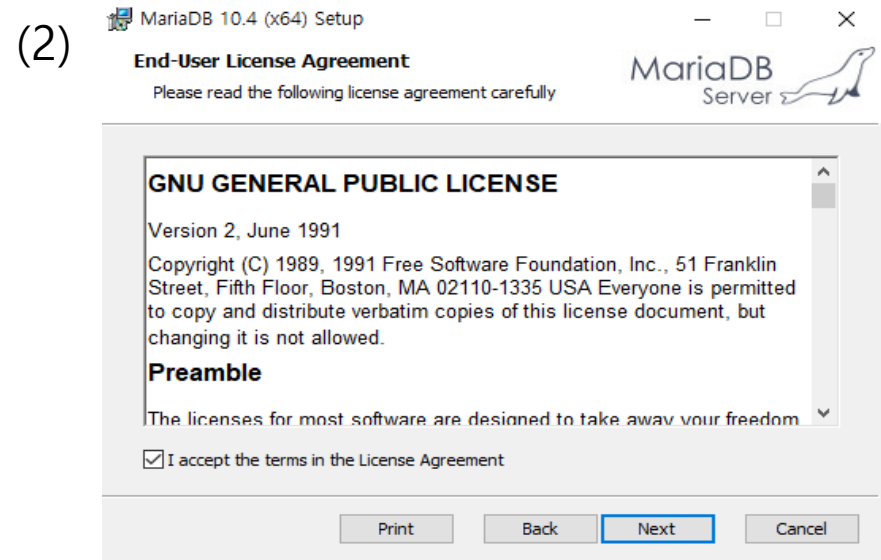 (2)
MariaDB 10.4 (x64) Setup
End-User License Agreement
Please read the following license agreement carefully
MariaDB
Server
GNU GENERAL PUBLIC LICENSE
Version 2, June 1991
Copyright (C) 1989, 1991 Free Software Foundation, Inc., 51 Franklin
Street, Fifth Floor, Boston, MA 02110-1335 USA Everyone is permitted
to copy and distribute verbatim copies of this license document, but
changing it is not allowed.
Preamble
The licenses for most software are designed to take away your freedom
I accept the terms in the License Agreement
Print Back Next Cancel